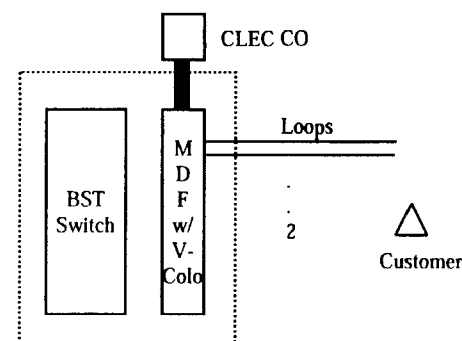 CLEC CO
Loops
BST
Switch
M
D
F
w/
V-
Colo
.
.
2
Customer